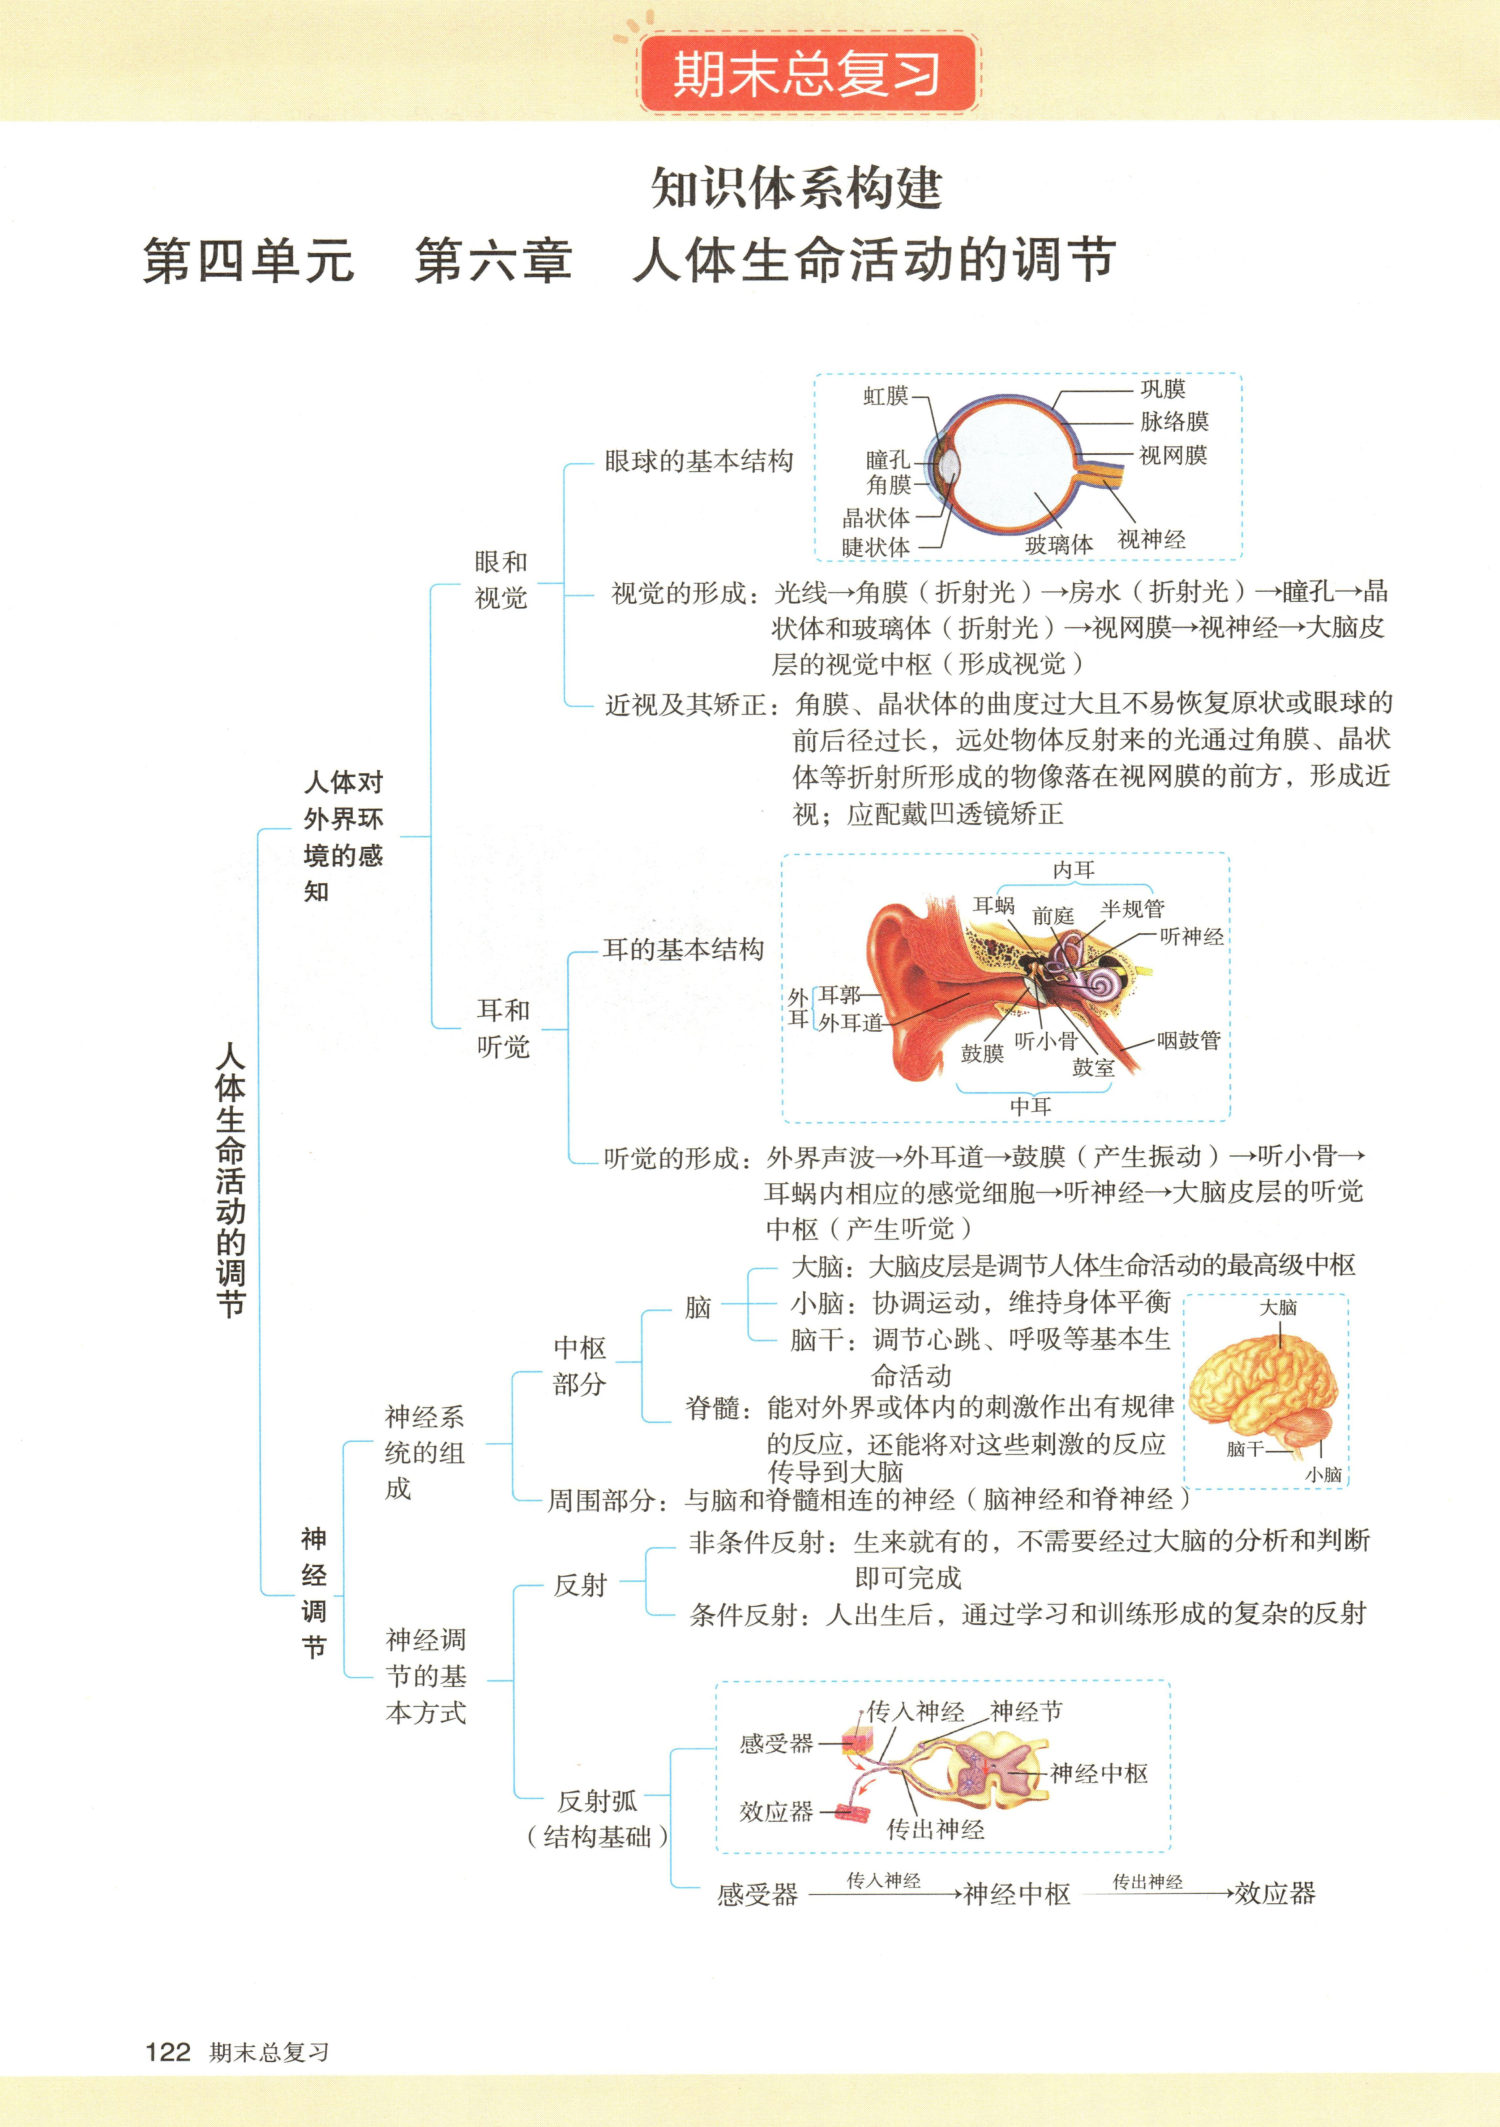 期末总复习
知识体系构建
第四单元 第六章 人体生命活动的调节
人体生命活动的调节
人体对
外界环
境的感
知
眼和
视觉
眼球的基本结构
虹膜
瞳孔
角膜
晶状体
睫状体
巩膜
脉络膜
视网膜
玻璃体
视神经
视觉的形成：光线→角膜（折射光）→房水（折射光）→瞳孔→晶
状体和玻璃体（折射光）→视网膜→视神经→大脑皮
层的视觉中枢（形成视觉）
近视及其矫正：角膜、晶状体的曲度过大且不易恢复原状或眼球的
前后径过长，远处物体反射来的光通过角膜、晶状
体等折射所形成的物像落在视网膜的前方，形成近
视；应配戴凹透镜矫正
耳和
听觉
耳的基本结构
内耳
耳蜗
前庭
半规管
听神经
外耳
耳郭
外耳道
鼓膜
听小骨
鼓室
咽鼓管
中耳
听觉的形成：外界声波→外耳道→鼓膜（产生振动）→听小骨→
耳蜗内相应的感觉细胞→听神经→大脑皮层的听觉
中枢（产生听觉）
神经调节
神经系
统的组
成
中枢
部分
脑
大脑：大脑皮层是调节人体生命活动的最高级中枢
小脑：协调运动，维持身体平衡
脑干：调节心跳、呼吸等基本生
命活动
大脑
脑干
小脑
脊髓：能对外界或体内的刺激作出有规律
的反应，还能将对这些刺激的反应
传导到大脑
周围部分：与脑和脊髓相连的神经（脑神经和脊神经）
神经调
节的基
本方式
反射
非条件反射：生来就有的，不需要经过大脑的分析和判断
即可完成
条件反射：人出生后，通过学习和训练形成的复杂的反射
反射弧
（结构基础）
感受器
传入神经
神经节
神经中枢
效应器
传出神经
感受器 传入神经→神经中枢 传出神经→效应器
122 期末总复习